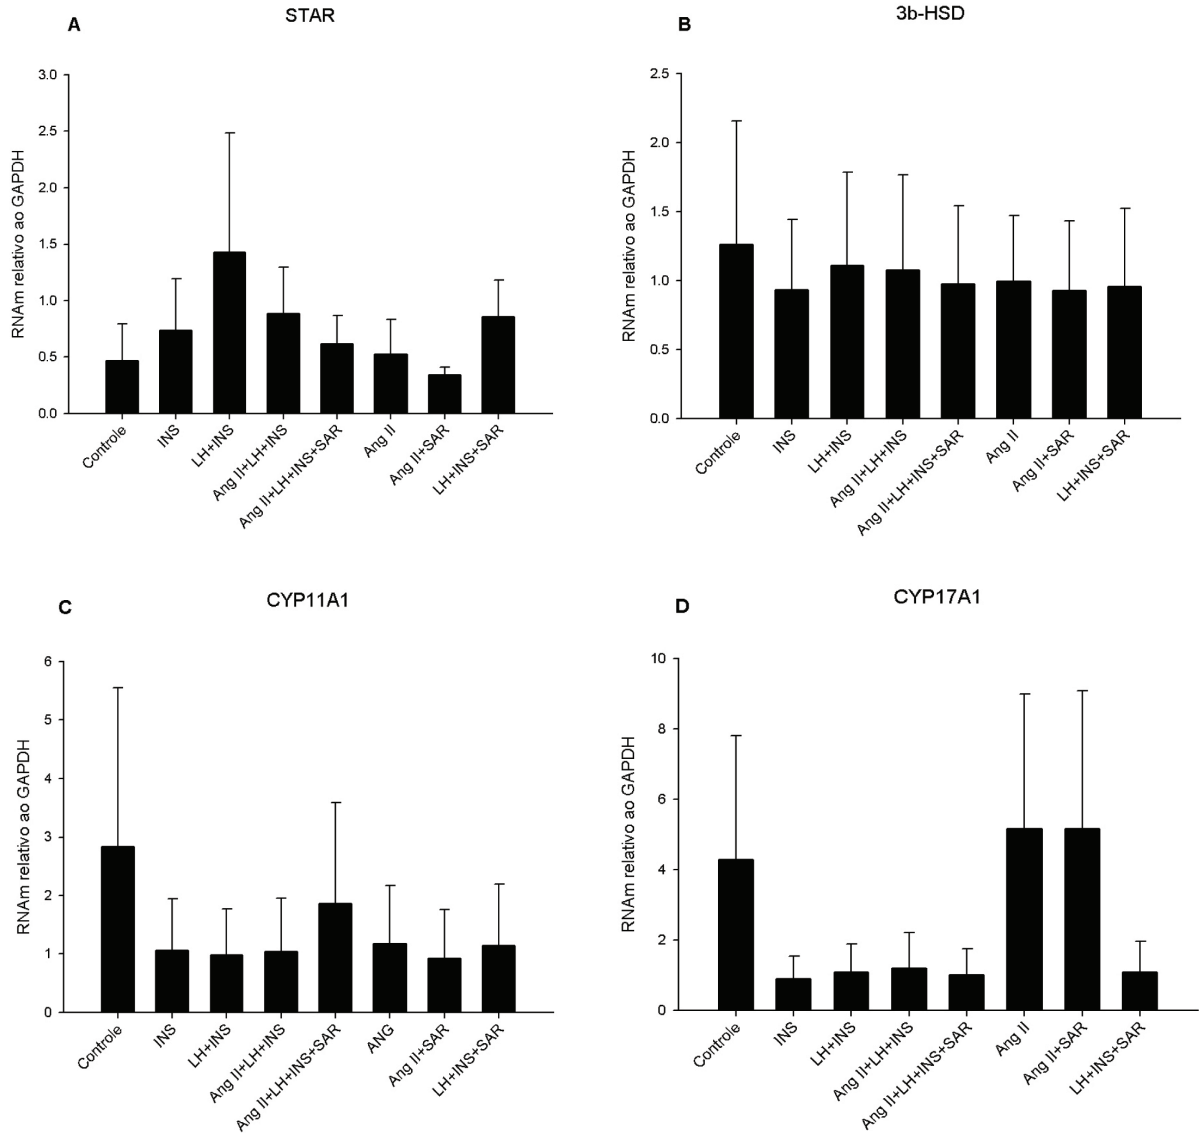 A
STAR
RNAm relativo ao GAPDH
3.0
2.5
2.0
1.5
1.0
0.5
0.0
Controle
INS
LH+INS
Ang II+LH+INS
Ang II+LH+INS+SAR
Ang II
Ang II+SAR
LH+INS+SAR
B
3b-HSD
RNAm relativo ao GAPDH
2.5
2.0
1.5
1.0
0.5
0.0
Controle
INS
LH+INS
Ang II+LH+INS
Ang II+LH+INS+SAR
Ang II
Ang II+SAR
LH+INS+SAR
C
CYP11A1
RNAm relativo ao GAPDH
6
5
4
3
2
1
0
Controle
INS
LH+INS
Ang II+LH+INS
Ang II+LH+INS+SAR
ANG
Ang II+SAR
LH+INS+SAR
D
CYP17A1
RNAm relativo ao GAPDH
10
8
6
4
2
0
Controle
INS
LH+INS
Ang II+LH+INS
Ang II+LH+INS+SAR
Ang II
Ang II+SAR
LH+INS+SAR